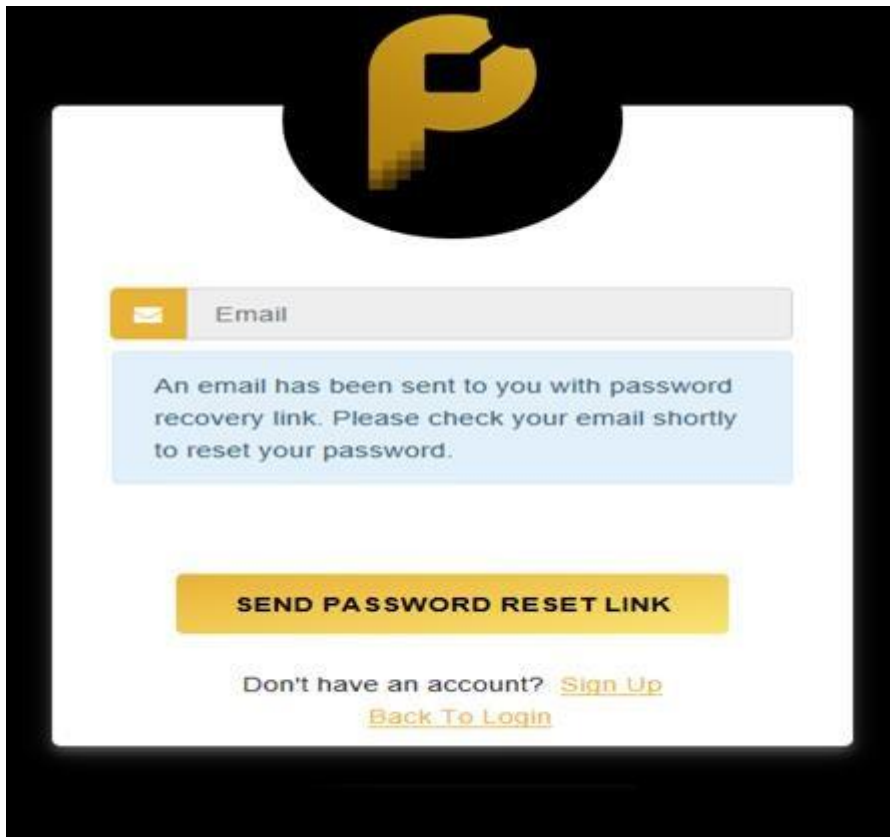 Email
An email has been sent to you with password
recovery link. Please check your email shortly
to reset your password.
SEND PASSWORD RESET LINK
Don't have an account? Sign Up
Back To Login